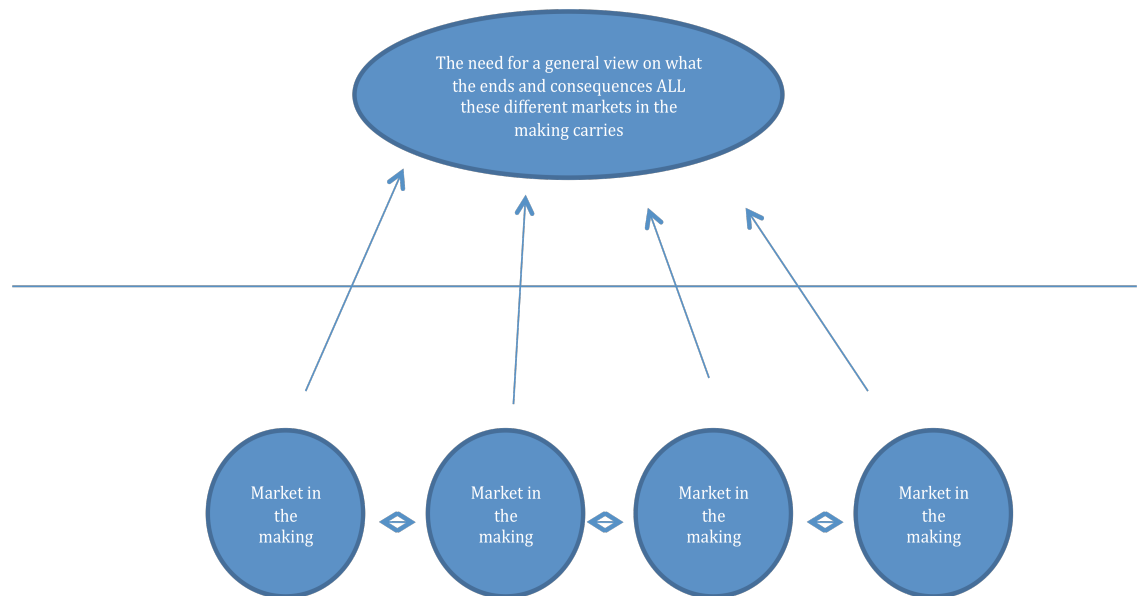 The need for a general view on what
the ends and consequences ALL
these different markets in the
making carries
Market in
the
making
Market in
the
making
Market in
the
making
Market in
the
making